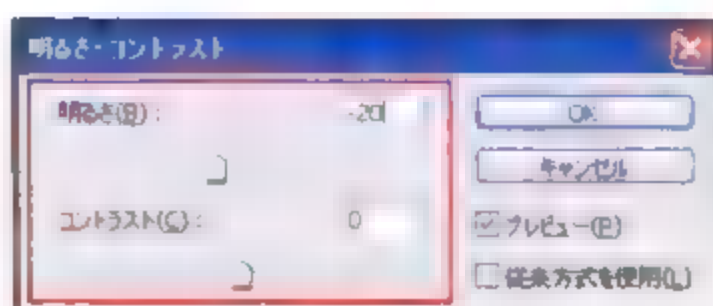 明るさ・コントラスト
明るさ(B): -20
OK
キャンセル
コントラスト(C): 0
プレビュー(P)
従来方式を使用(L)